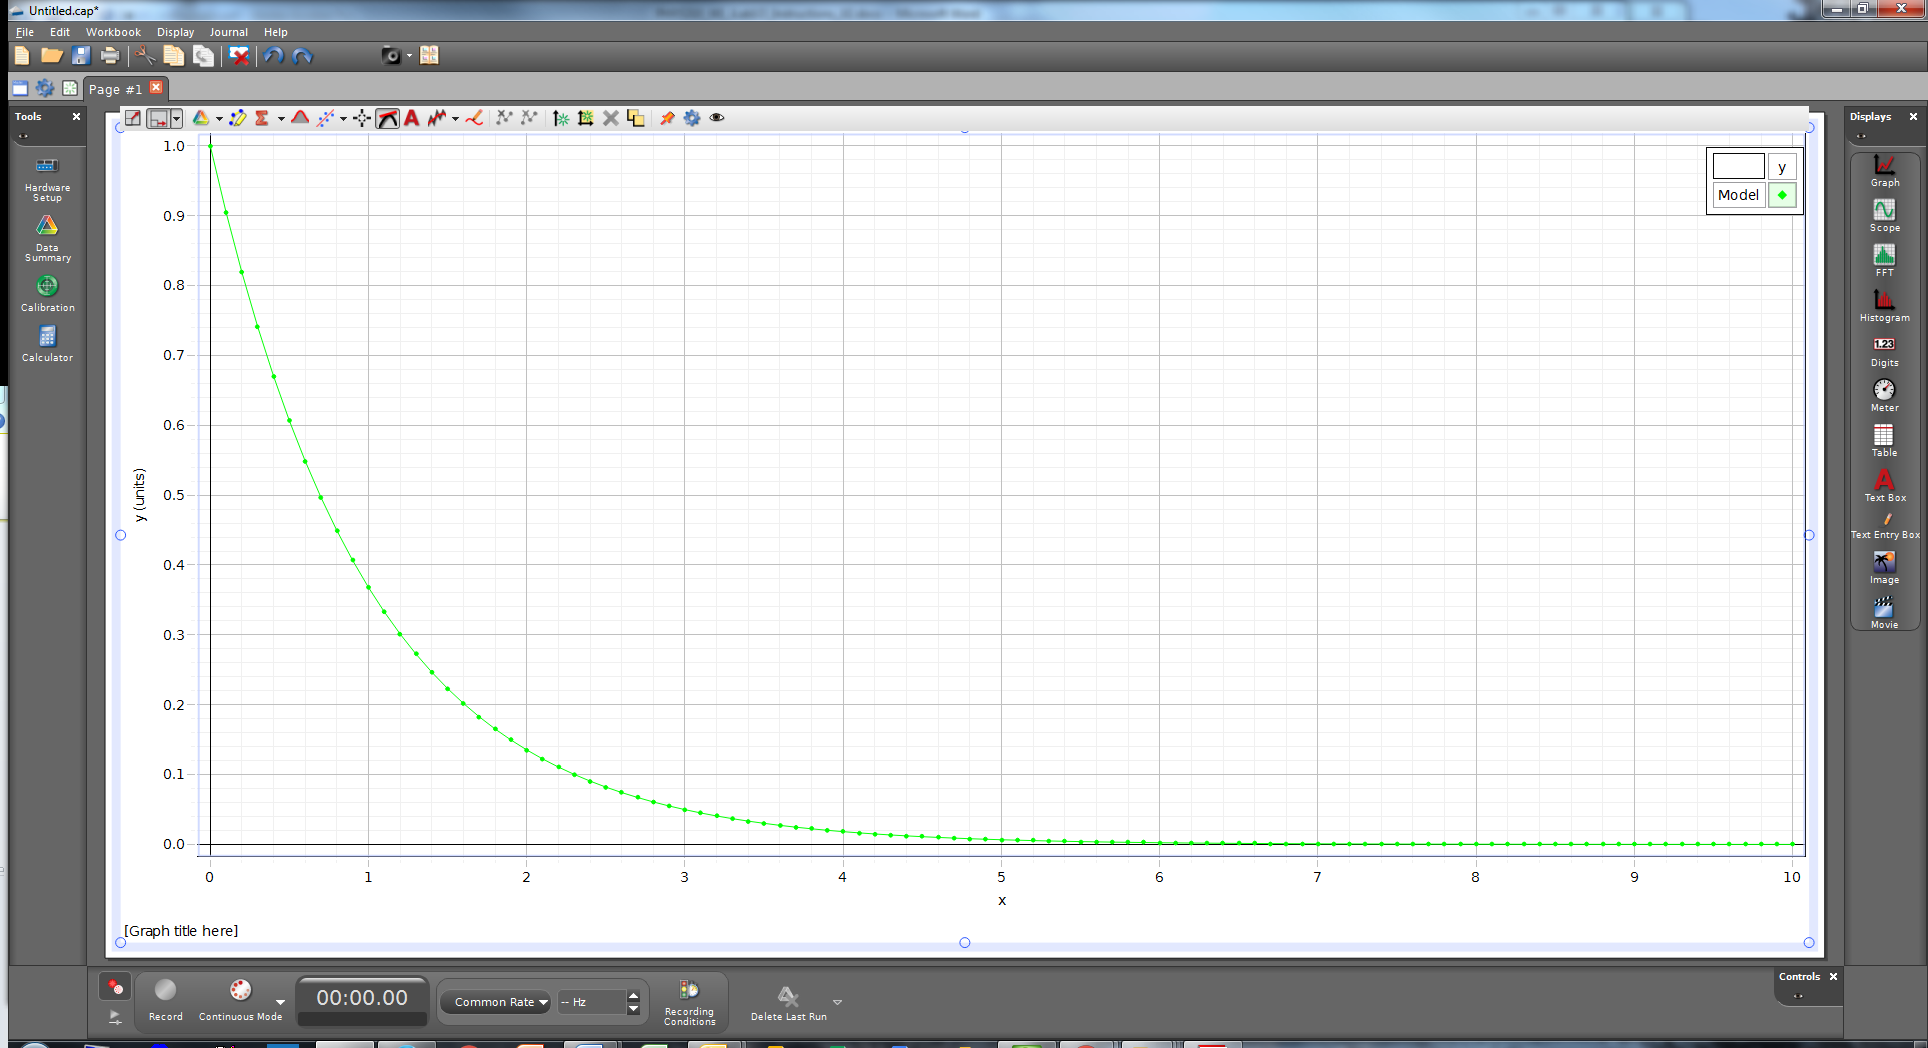 Untitled.cap*
File Edit Workbook Display Journal Help
Page #1
Tools
Hardware
Setup
Data
Summary
Calibration
Calculator
1.0
0.9
0.8
0.7
0.6
0.5
0.4
0.3
0.2
0.1
0.0
y (units)
0 1 2 3 4 5 6 7 8 9 10
x
[Graph title here]
y
Model
Displays
Graph
Scope
FFT
Histogram
1.23
Digits
Meter
Table
Text Box
Text Entry Box
Image
Movie
Record
Continuous Mode
00:00.00
Common Rate
-- Hz
Recording
Conditions
Delete Last Run
Controls